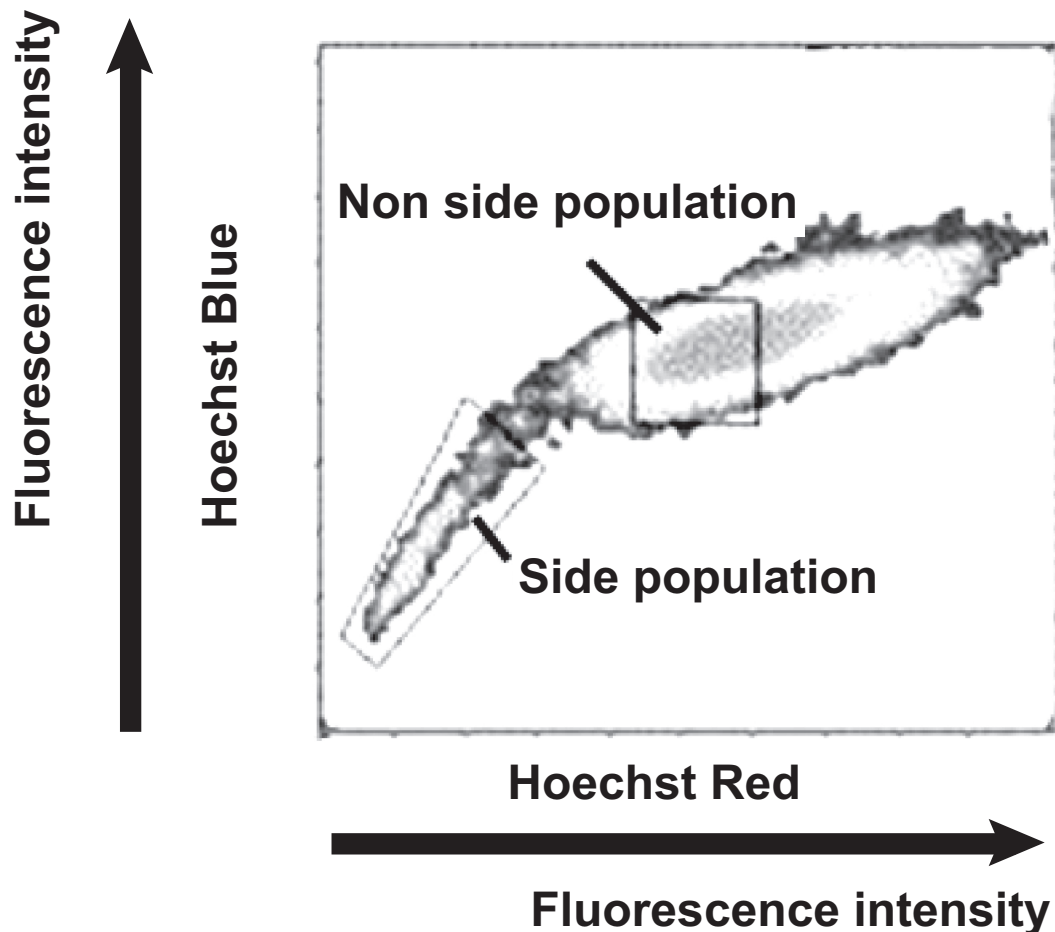 Fluorescence intensity
Hoechst Blue
Non side population
Side population
Hoechst Red
Fluorescence intensity